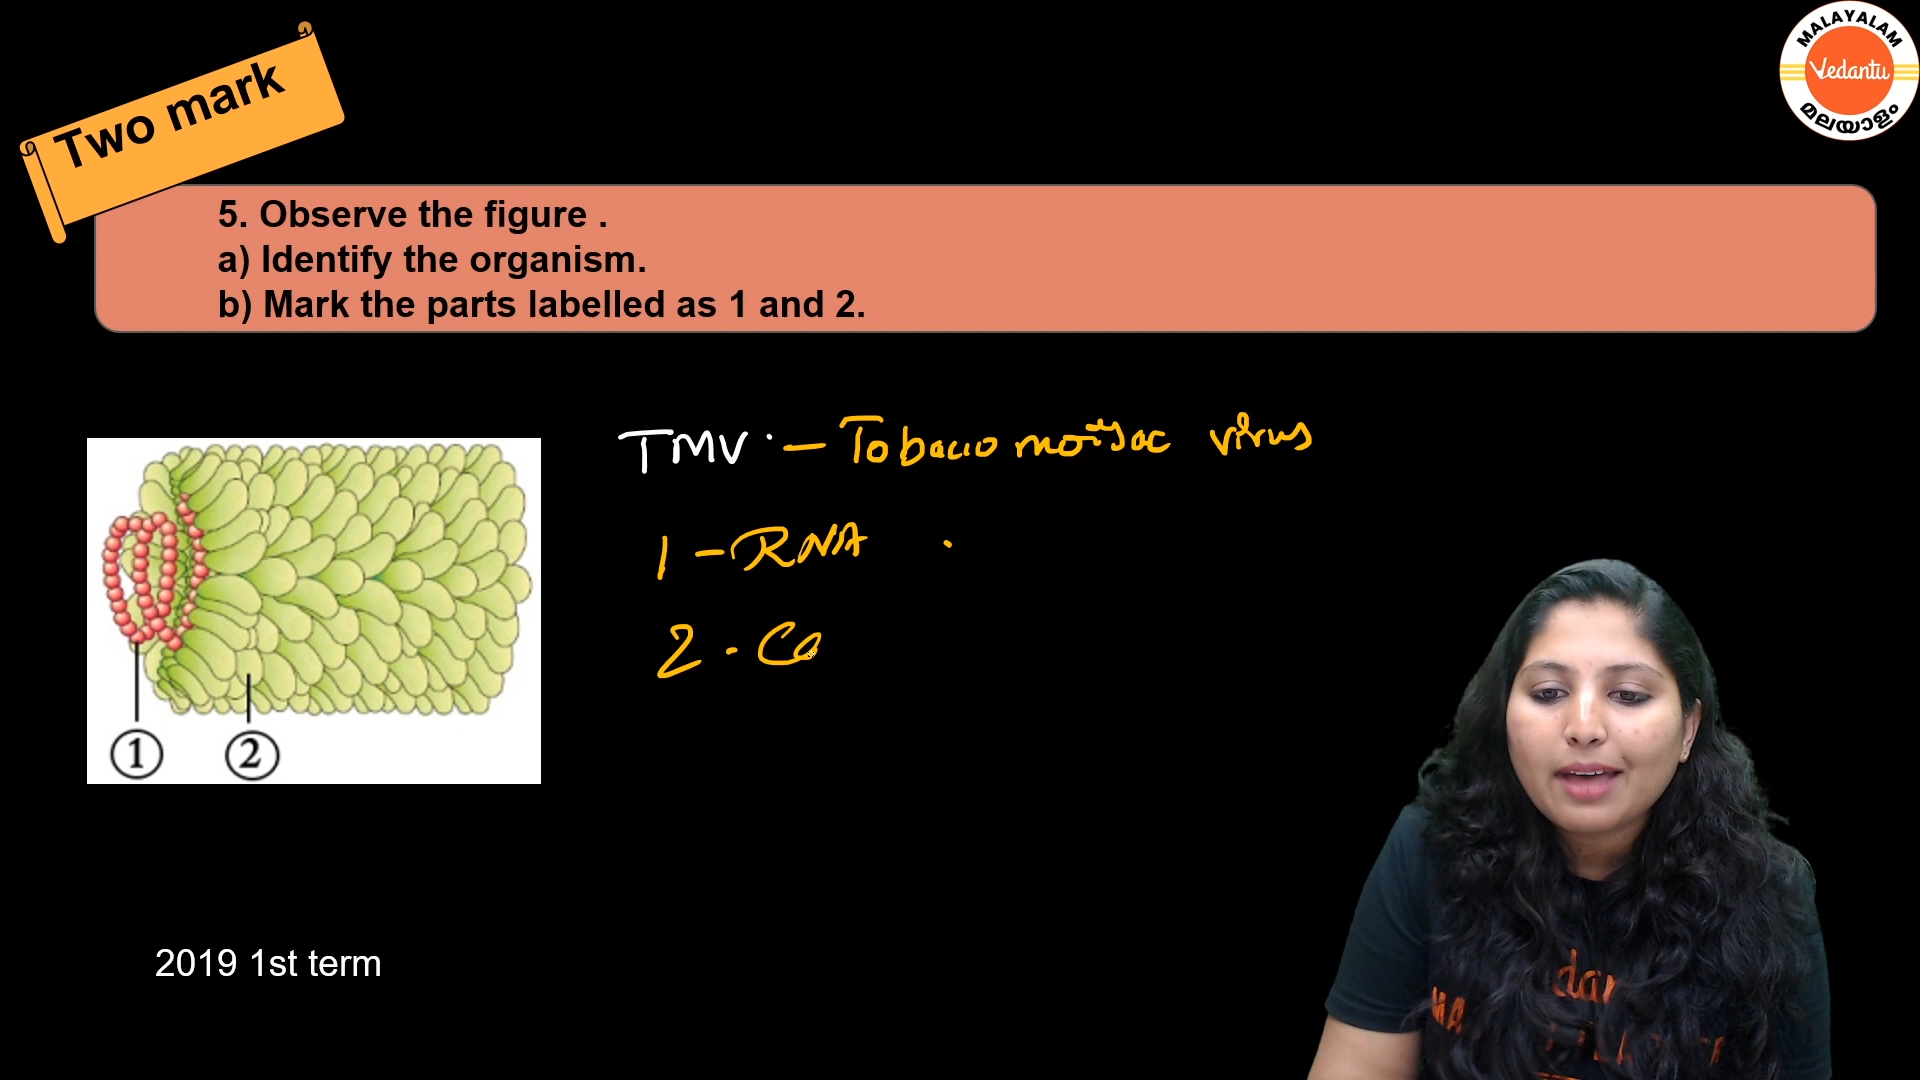 Two mark
MALAYALAM
Vedantu
മലയാളം
5. Observe the figure .
a) Identify the organism.
b) Mark the parts labelled as 1 and 2.
TMV · – Tobacco mosaic virus
1 – RNA .
2 · Ca
1 2
2019 1st term